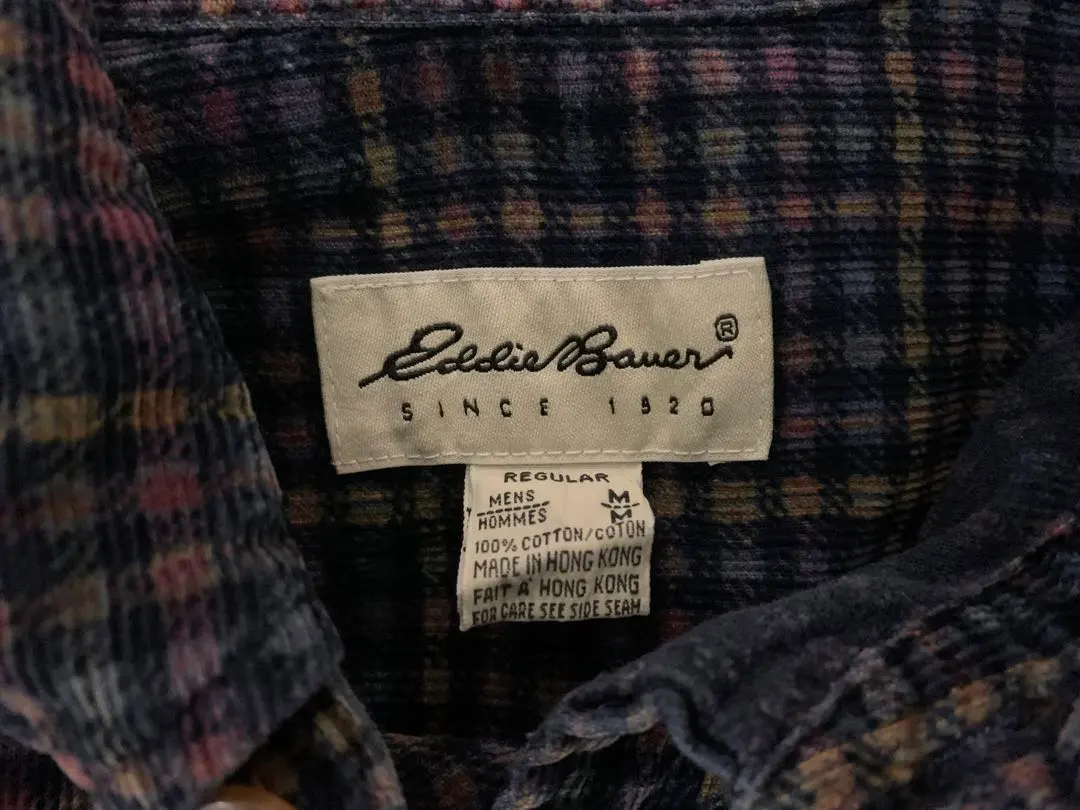 Eddie Bauer®
SINCE 1920
REGULAR
MENS M
HOMMES M
100% COTTON/COTON
MADE IN HONG KONG
FAIT A' HONG KONG
FOR CARE SEE SIDE SEAM